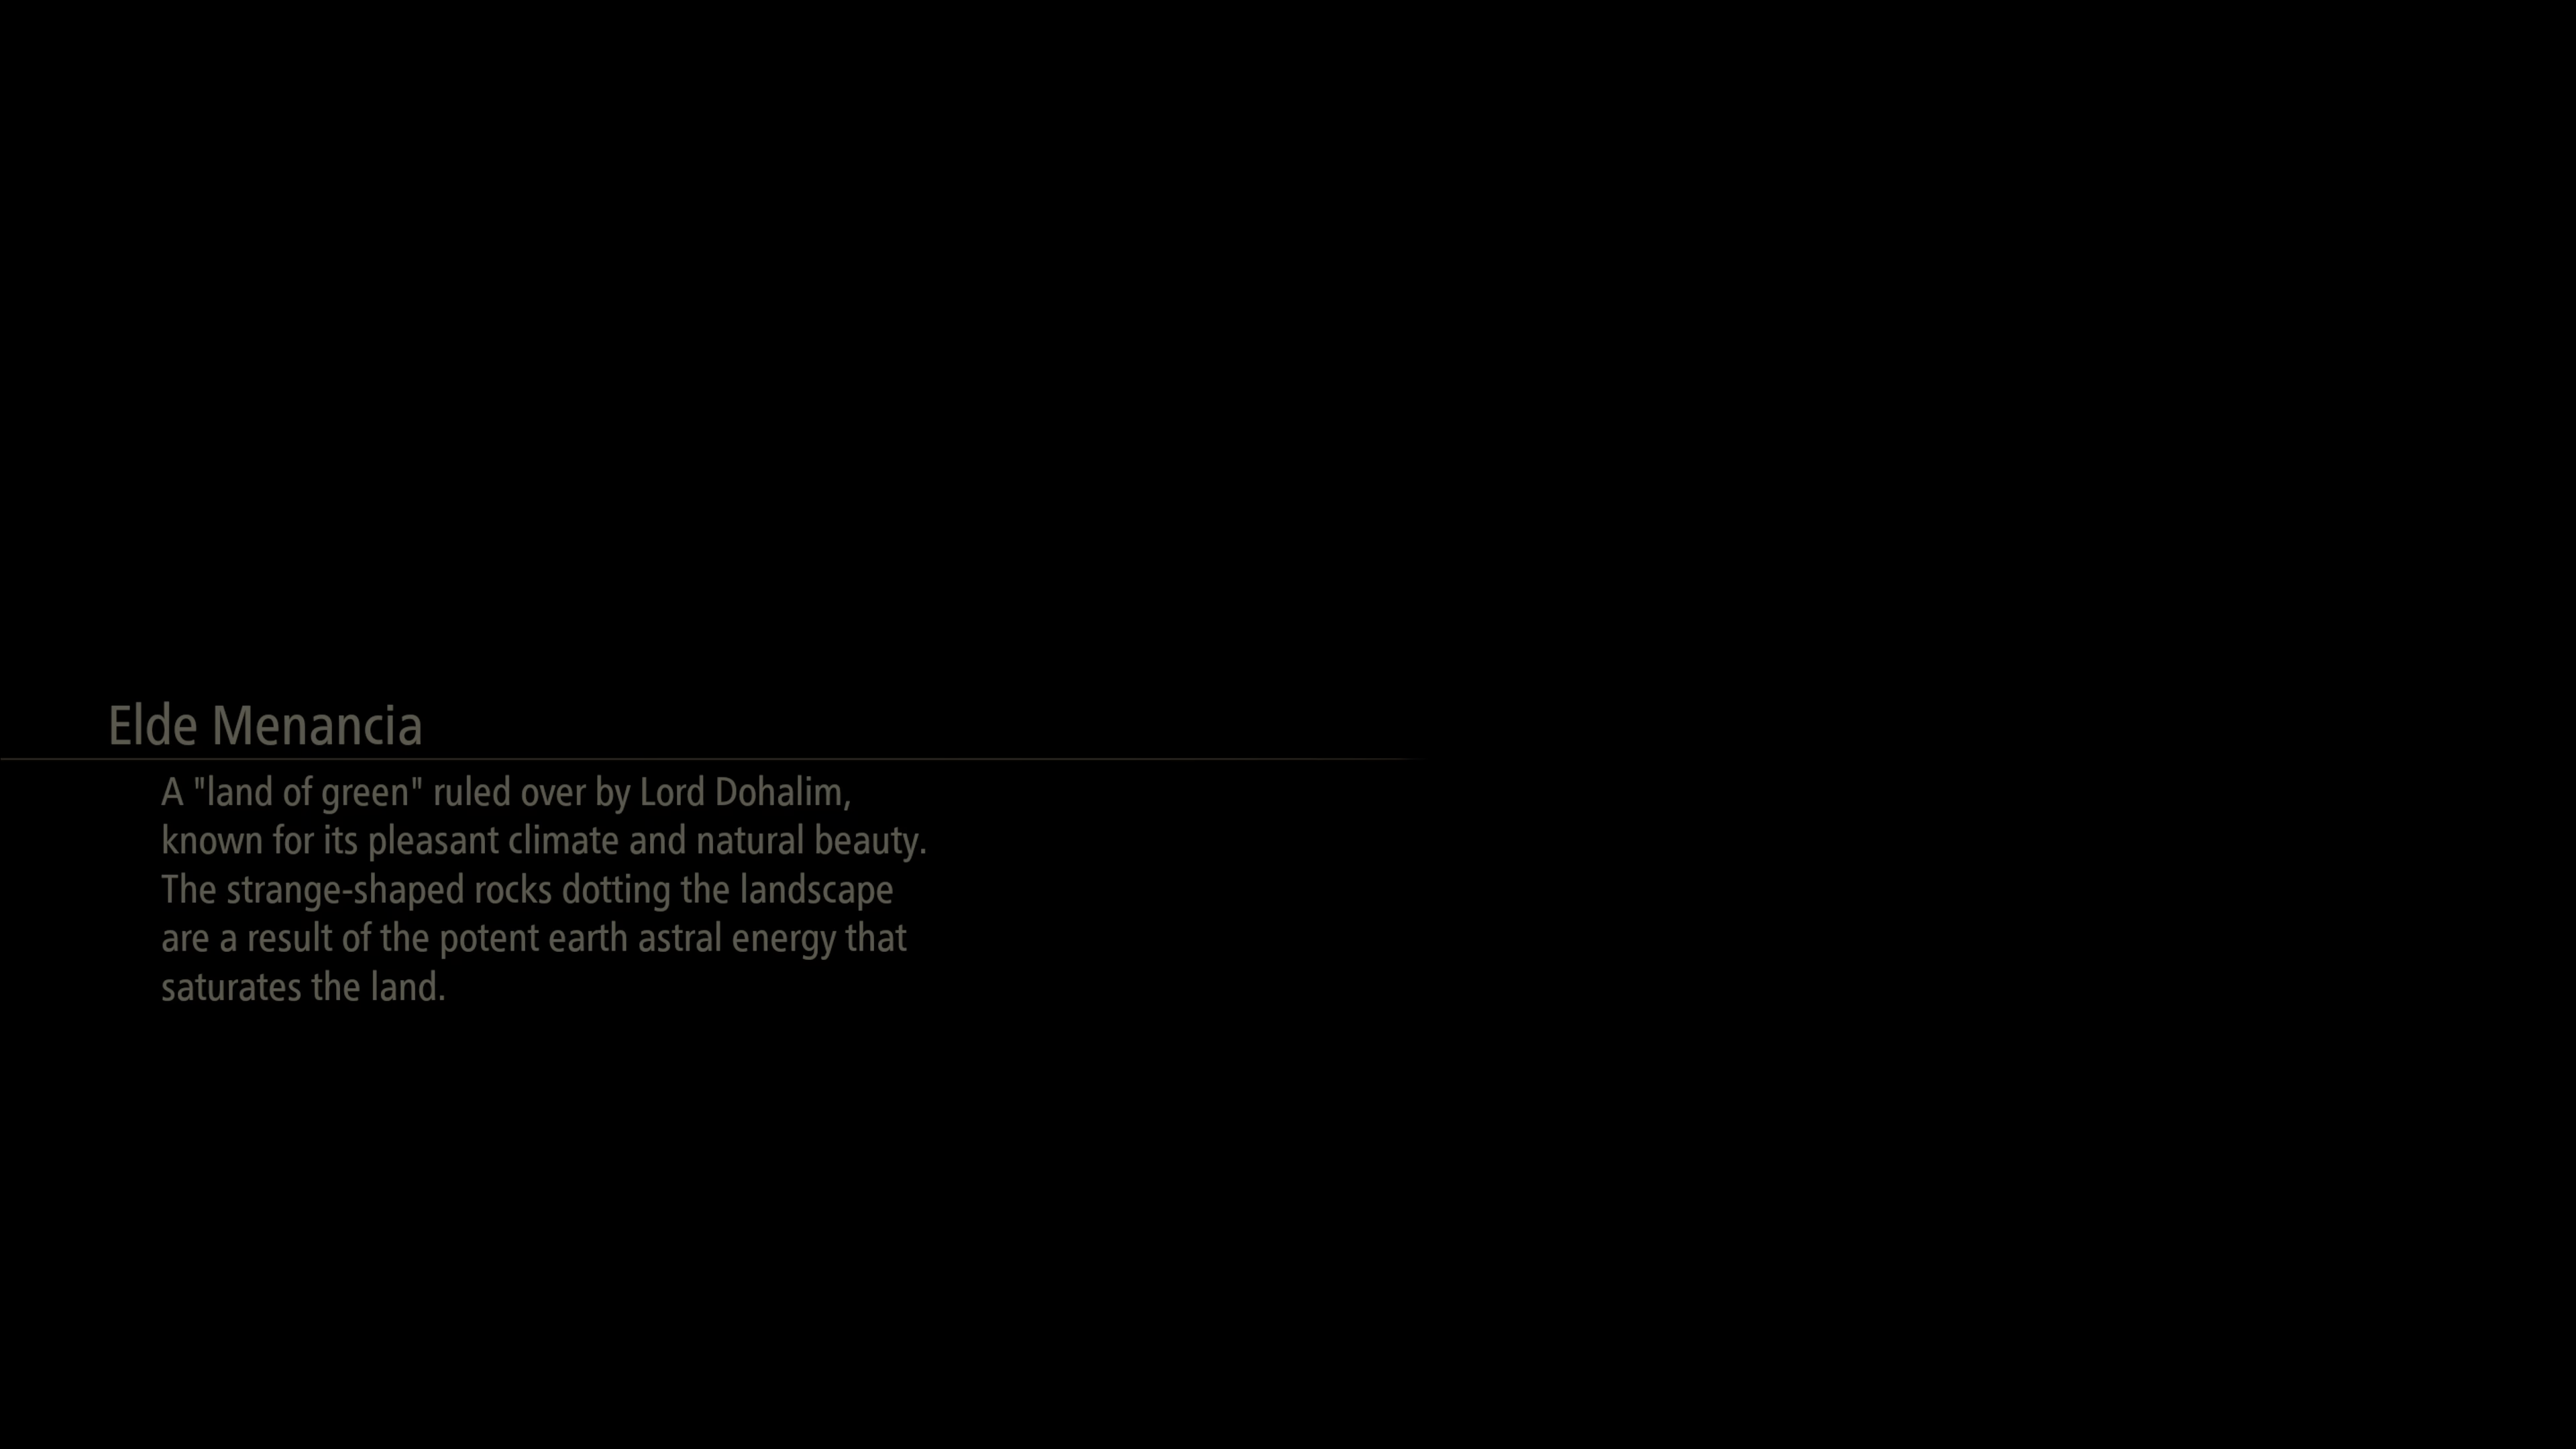 Elde Menancia
A "land of green" ruled over by Lord Dohalim,
known for its pleasant climate and natural beauty.
The strange-shaped rocks dotting the landscape
are a result of the potent earth astral energy that
saturates the land.